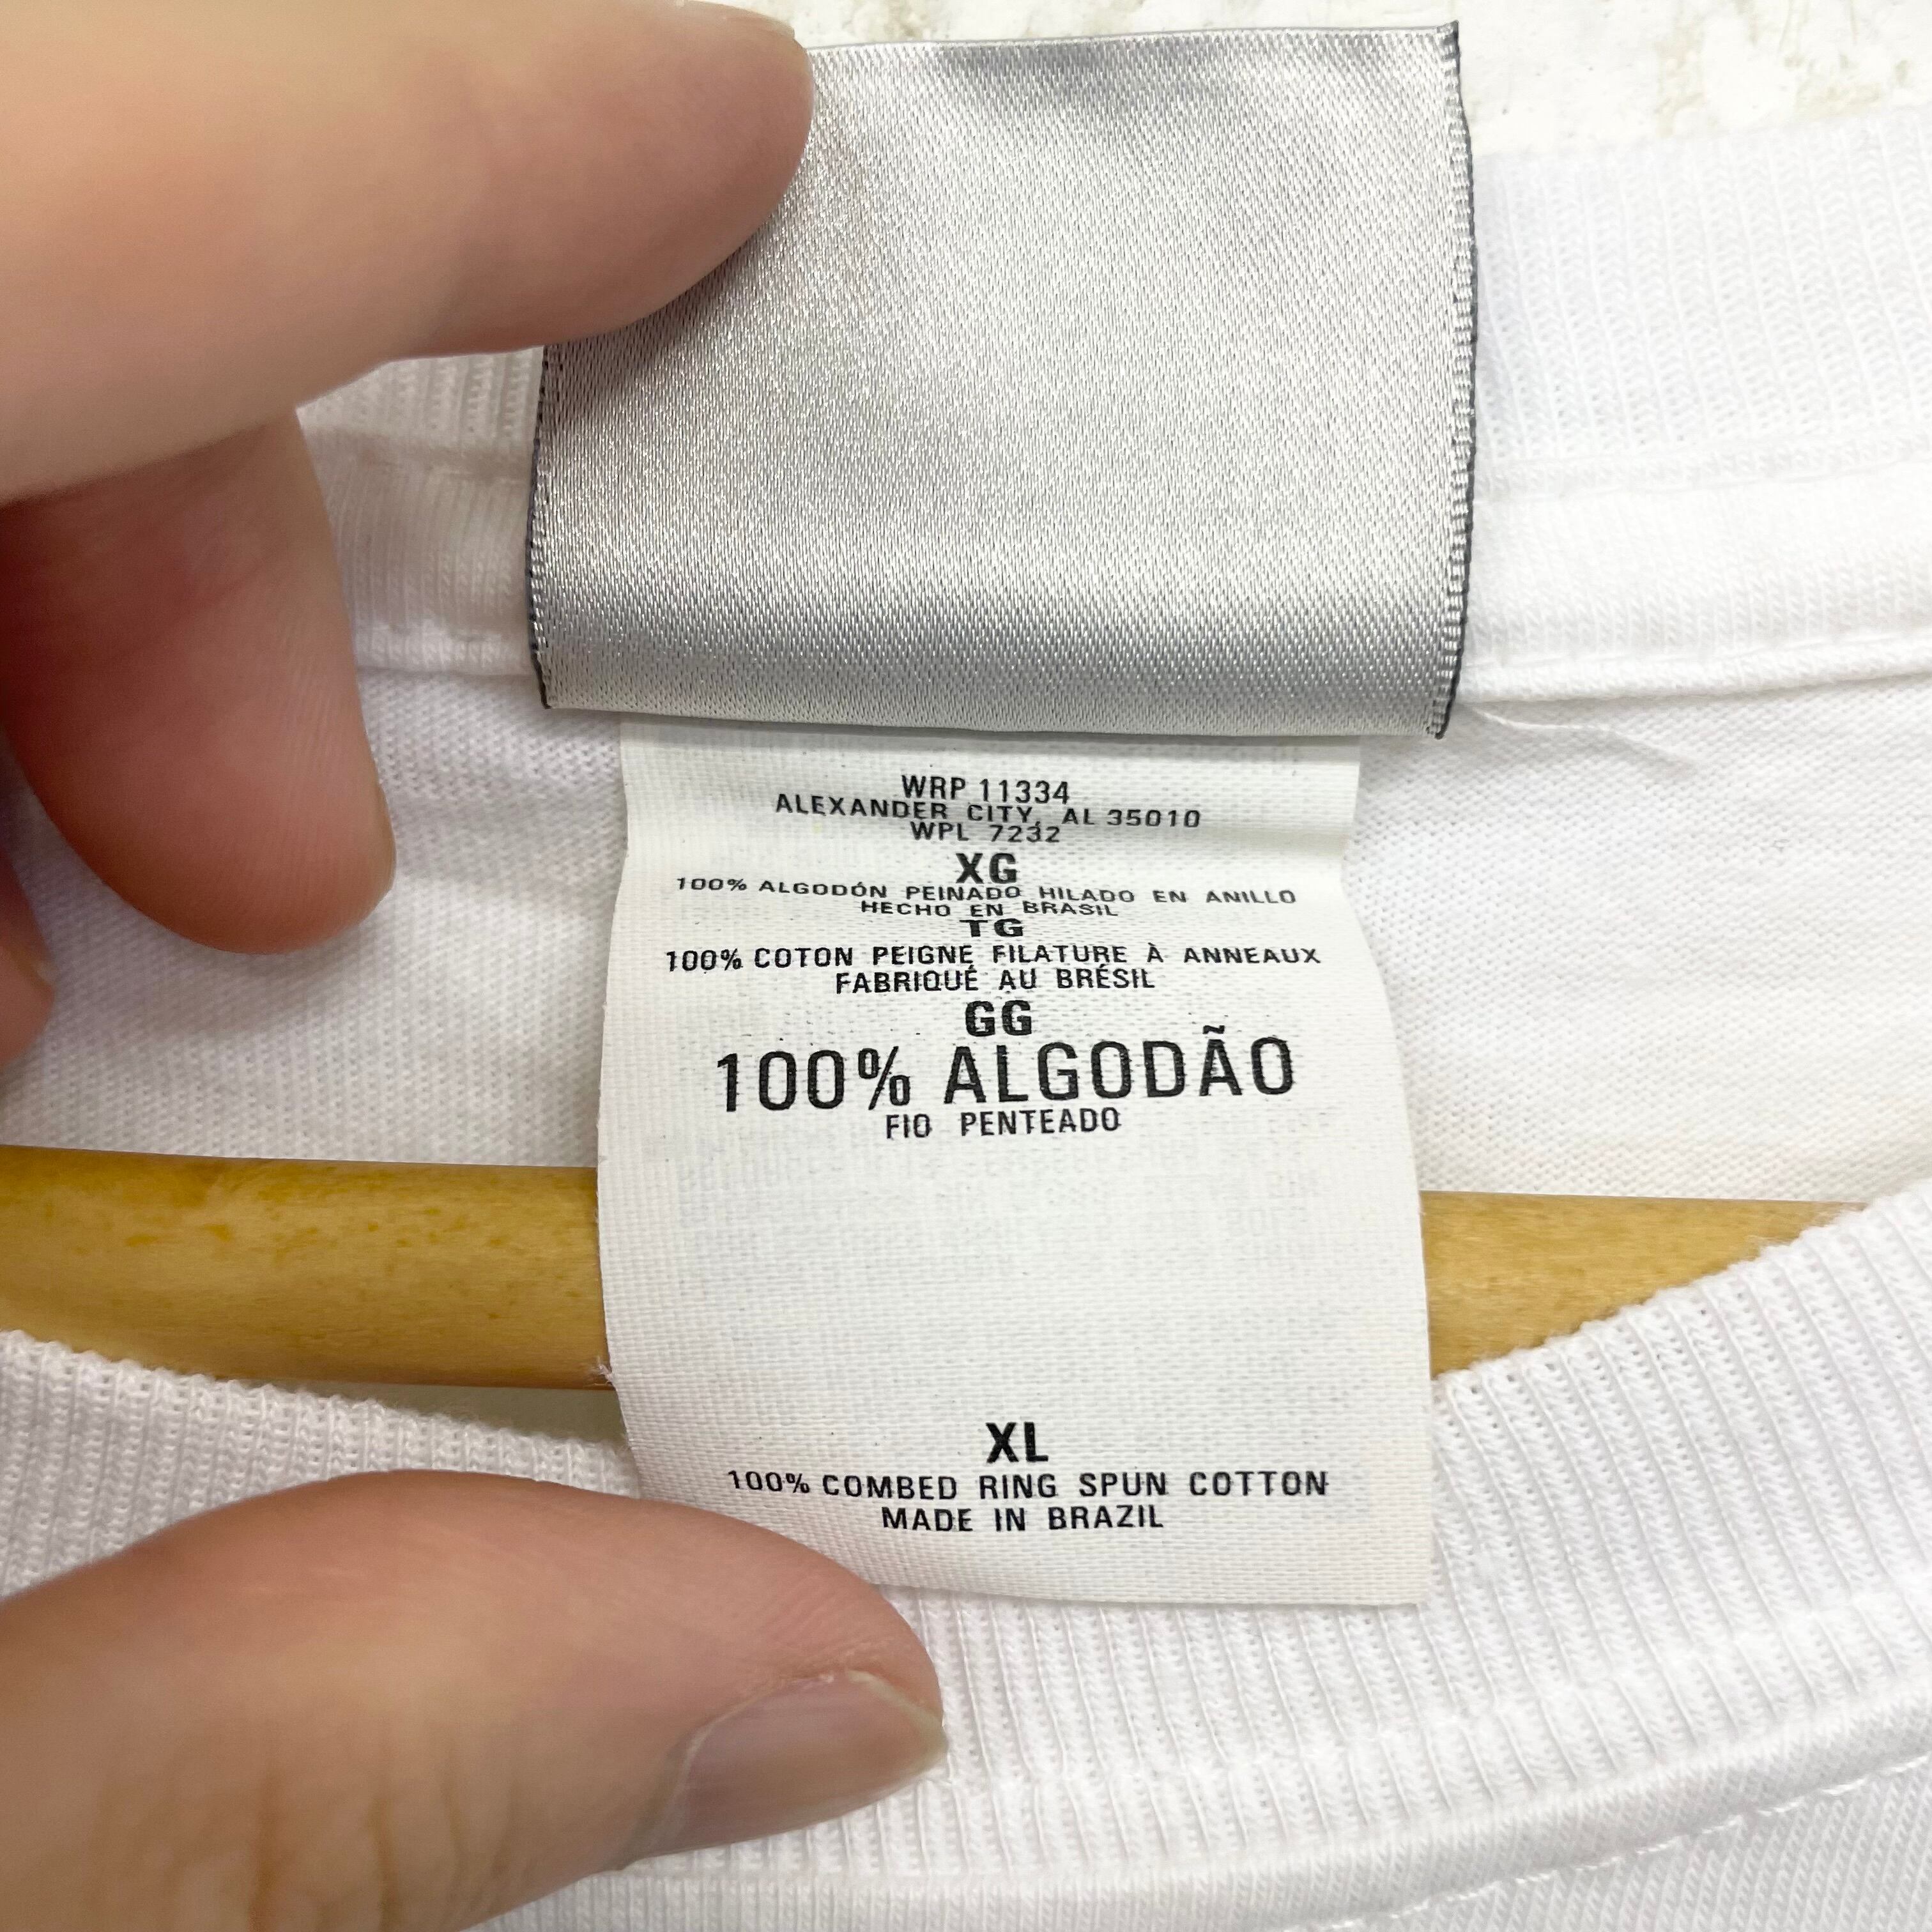 WRP 11334
ALEXANDER CITY, AL 35010
WPL 7232
XG
100% ALGODÓN PEINADO HILADO EN ANILLO
HECHO EN BRASIL
TG
100% COTON PEIGNE FILATURE À ANNEAUX
FABRIQUÉ AU BRÉSIL
GG
100% ALGODÃO
FIO PENTEADO
XL
100% COMBED RING SPUN COTTON
MADE IN BRAZIL